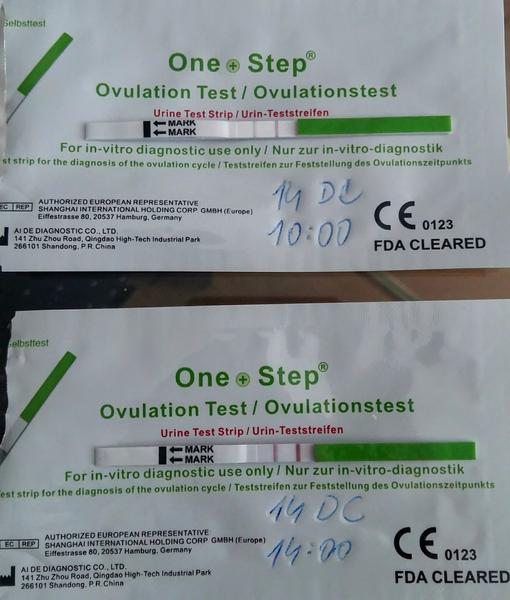 Selbsttest
One Step®
Ovulation Test / Ovulationstest
Urine Test Strip / Urin-Teststreifen
MARK
MARK
For in-vitro diagnostic use only / Nur zur in-vitro-diagnostik
st strip for the diagnosis of the ovulation cycle / Teststreifen zur Feststellung des Ovulationszeitpunkts
EC REP
AUTHORIZED EUROPEAN REPRESENTATIVE
SHANGHAI INTERNATIONAL HOLDING CORP. GMBH (Europe)
Eiffestrasse 80, 20537 Hamburg, Germany
AI DE DIAGNOSTIC CO., LTD.
141 Zhu Zhou Road, Qingdao High-Tech Industrial Park
266101 Shandong, P.R.China
14 DC
10:00
CE 0123
FDA CLEARED
Selbsttest
One Step®
Ovulation Test / Ovulationstest
Urine Test Strip / Urin-Teststreifen
MARK
MARK
For in-vitro diagnostic use only / Nur zur in-vitro-diagnostik
est strip for the diagnosis of the ovulation cycle / Teststreifen zur Feststellung des Ovulationszeitpunkts
EC REP
AUTHORIZED EUROPEAN REPRESENTATIVE
SHANGHAI INTERNATIONAL HOLDING CORP. GMBH (Europe)
Eiffestrasse 80, 20537 Hamburg, Germany
AI DE DIAGNOSTIC CO., LTD.
141 Zhu Zhou Road, Qingdao High-Tech Industrial Park
266101 Shandong, P.R.China
14 DC
14:00
CE 0123
FDA CLEARED